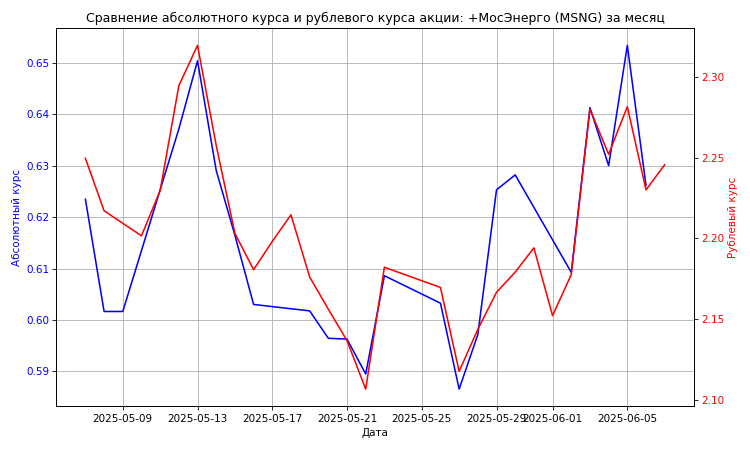 Сравнение абсолютного курса и рублевого курса акции: +МосЭнерго (MSNG) за месяц
0.65
0.64
0.63
0.62
0.61
0.60
0.59
Абсолютный курс
2.30
2.25
2.20
2.15
2.10
Рублевый курс
2025-05-09 2025-05-13 2025-05-17 2025-05-21 2025-05-25 2025-05-29 2025-06-01 2025-06-05
Дата